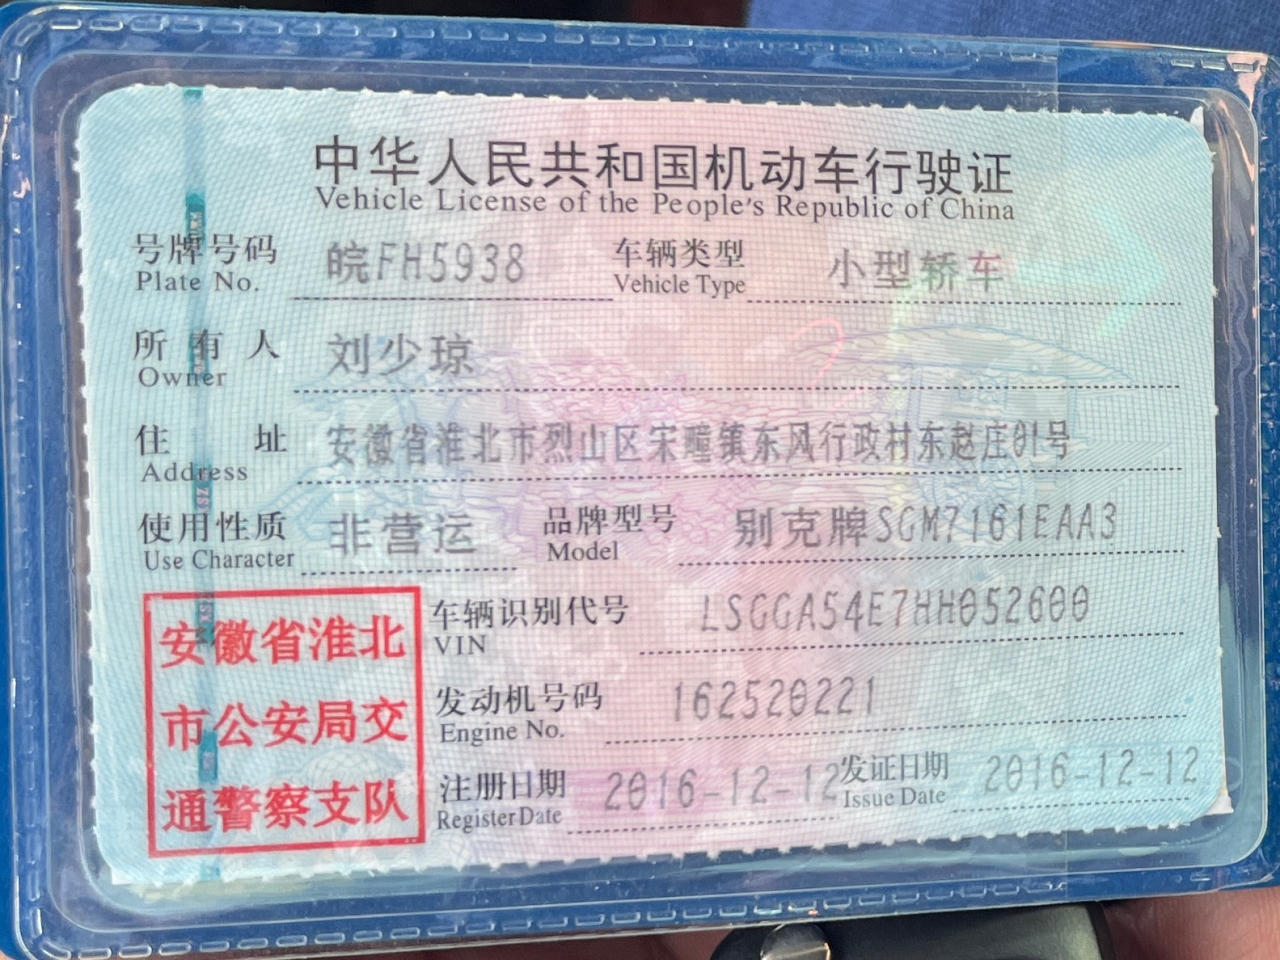 中华人民共和国机动车行驶证
Vehicle License of the People's Republic of China
号牌号码 皖FH5938 车辆类型 小型轿车
Plate No. Vehicle Type
所有人 刘少琼
Owner
住址 安徽省淮北市烈山区宋疃镇东风行政村东赵庄01号
Address
使用性质 非营运 品牌型号 别克牌SGM7161EAA3
Use Character Model
车辆识别代号 LSGGA54E7HH052600
VIN
发动机号码 162520221
Engine No.
注册日期 2016-12-12 发证日期 2016-12-12
Register Date Issue Date
安徽省淮北
市公安局交
通警察支队